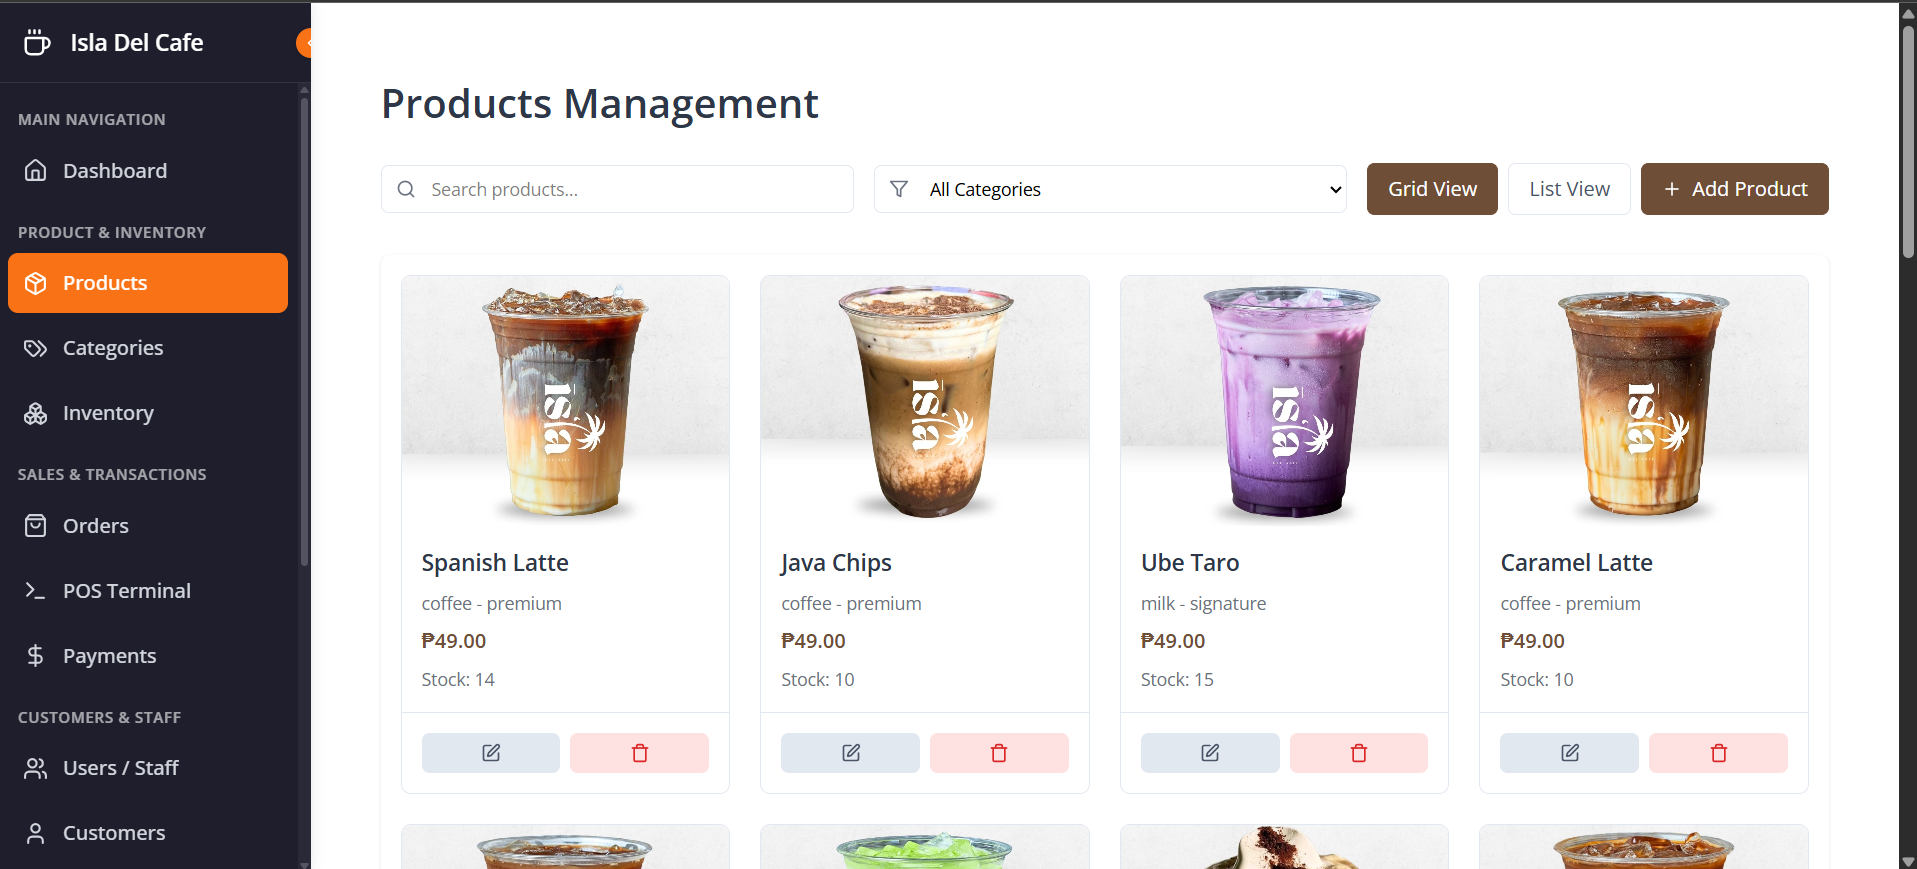 Isla Del Cafe
MAIN NAVIGATION
Dashboard
PRODUCT & INVENTORY
Products
Categories
Inventory
SALES & TRANSACTIONS
Orders
POS Terminal
Payments
CUSTOMERS & STAFF
Users / Staff
Customers
Products Management
Search products...
All Categories
Grid View
List View
+ Add Product
isla
Spanish Latte
coffee - premium
₱49.00
Stock: 14
isla
Java Chips
coffee - premium
₱49.00
Stock: 10
isla
Ube Taro
milk - signature
₱49.00
Stock: 15
isla
Caramel Latte
coffee - premium
₱49.00
Stock: 10